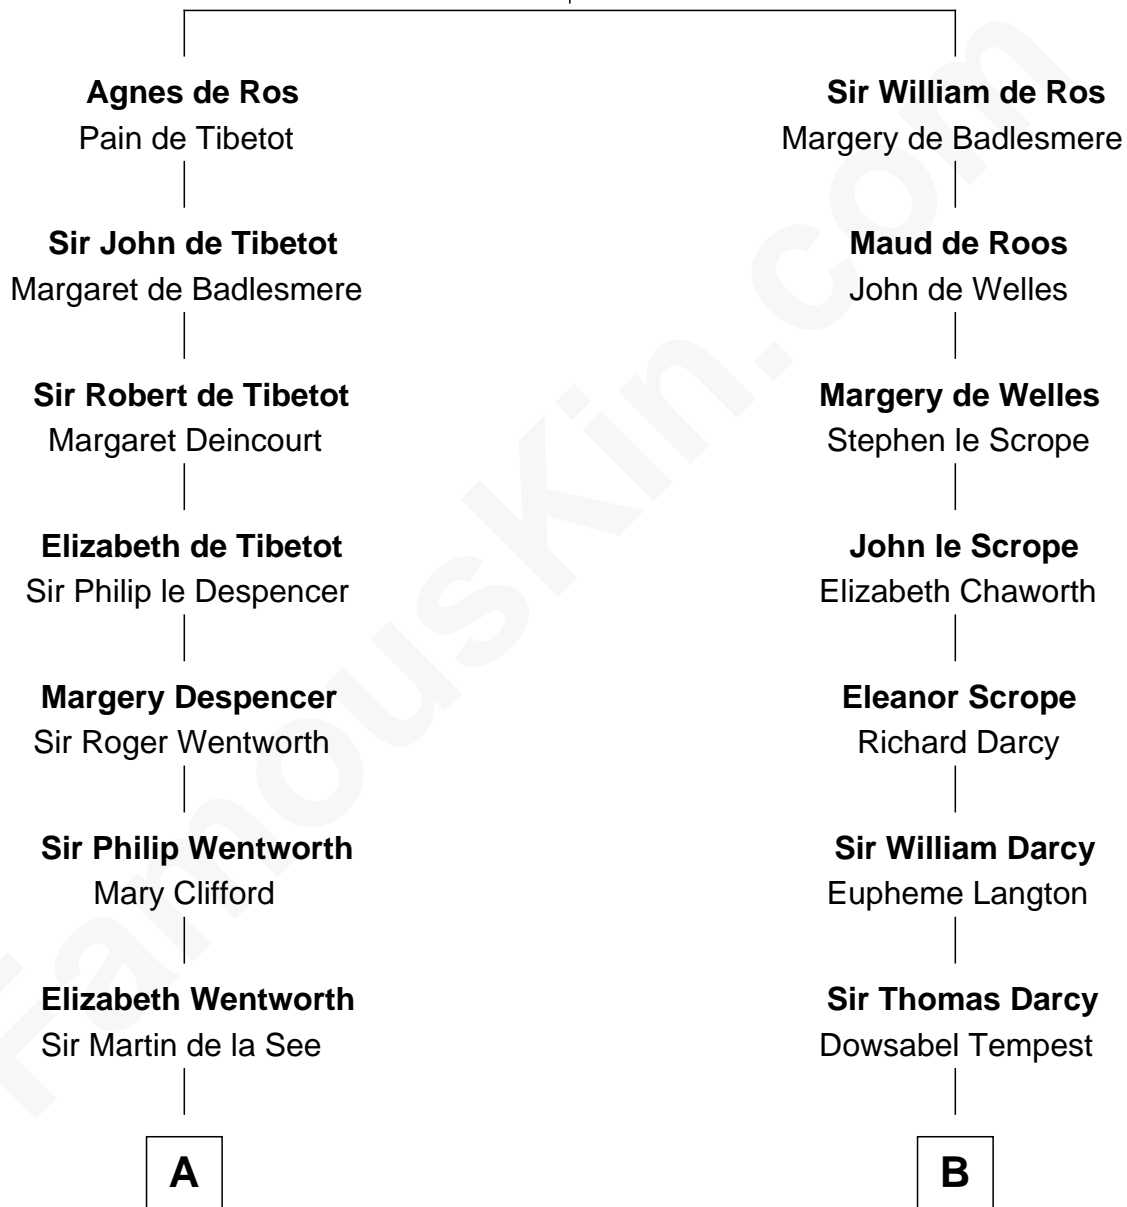 Agnes de Ros
Pain de Tibetot
Sir John de Tibetot
Margaret de Badlesmere
Sir Robert de Tibetot
Margaret Deincourt
Elizabeth de Tibetot
Sir Philip le Despencer
Margery Despencer
Sir Roger Wentworth
Sir Philip Wentworth
Mary Clifford
Elizabeth Wentworth
Sir Martin de la See
A
Sir William de Ros
Margery de Badlesmere
Maud de Roos
John de Welles
Margery de Welles
Stephen le Scrope
John le Scrope
Elizabeth Chaworth
Eleanor Scrope
Richard Darcy
Sir William Darcy
Eupheme Langton
Sir Thomas Darcy
Dowsabel Tempest
B
FamousKin.com